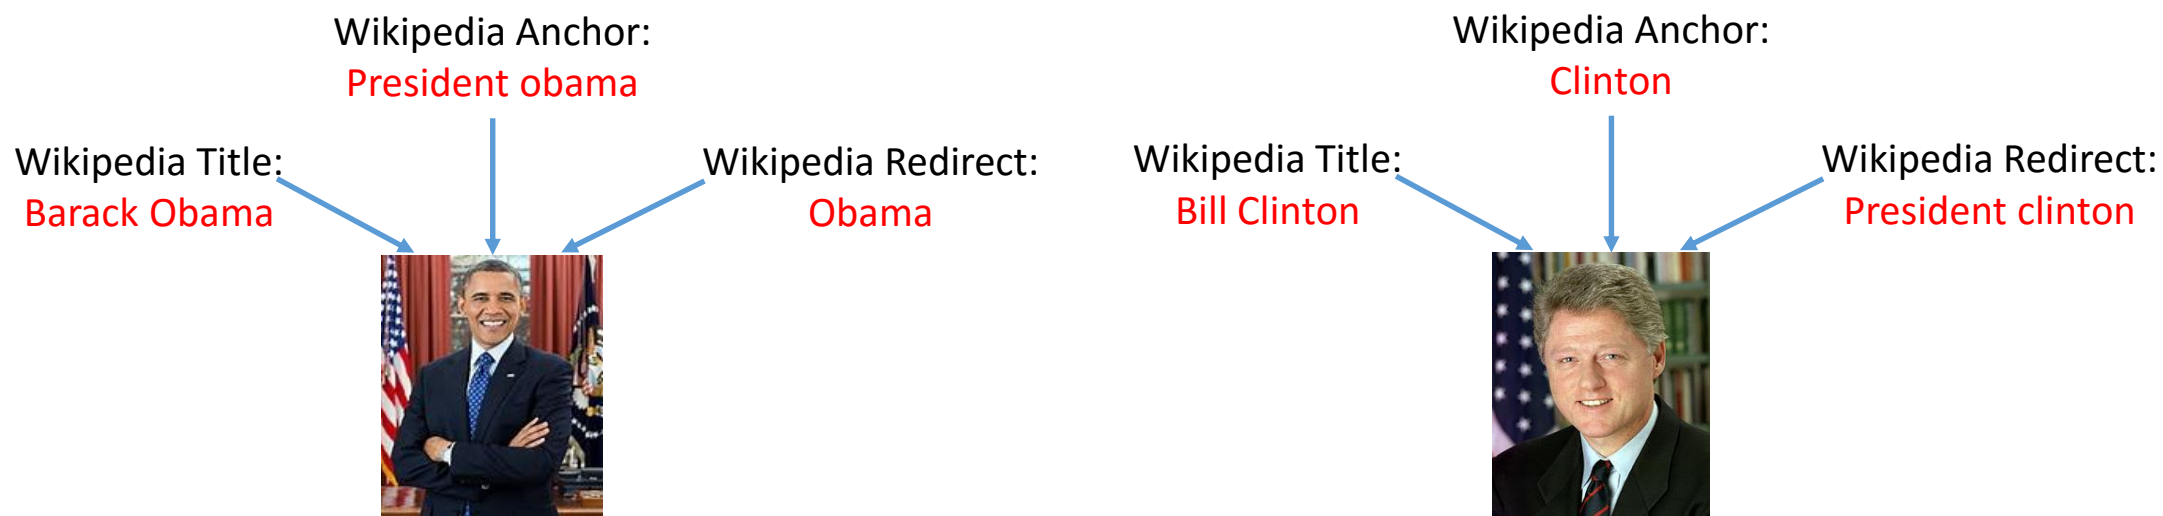 Wikipedia Anchor:
President obama
Wikipedia Title:
Barack Obama
Wikipedia Redirect:
Obama
Wikipedia Anchor:
Clinton
Wikipedia Title:
Bill Clinton
Wikipedia Redirect:
President clinton